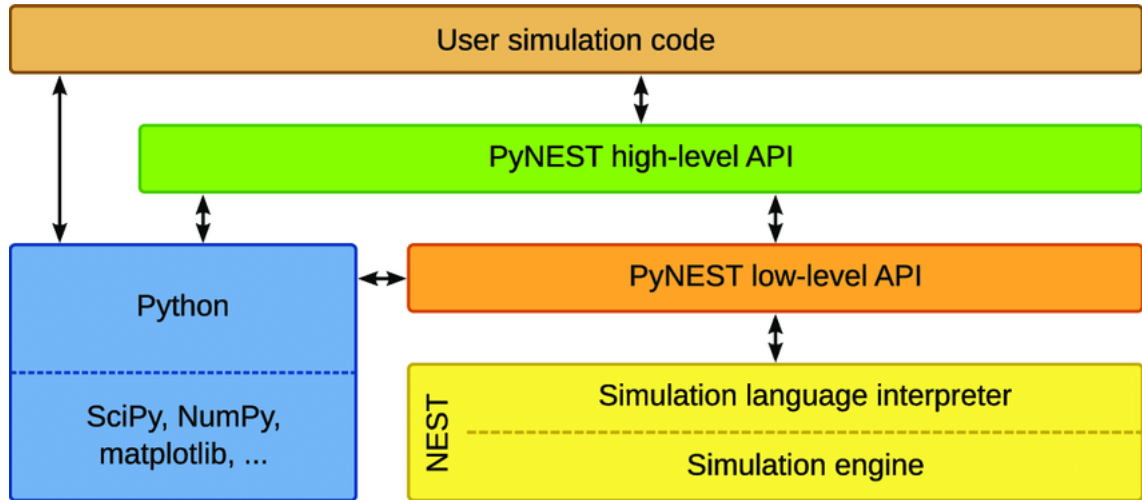 User simulation code
PyNEST high-level API
PyNEST low-level API
Python
SciPy, NumPy,
matplotlib, ...
NEST
Simulation language interpreter
Simulation engine